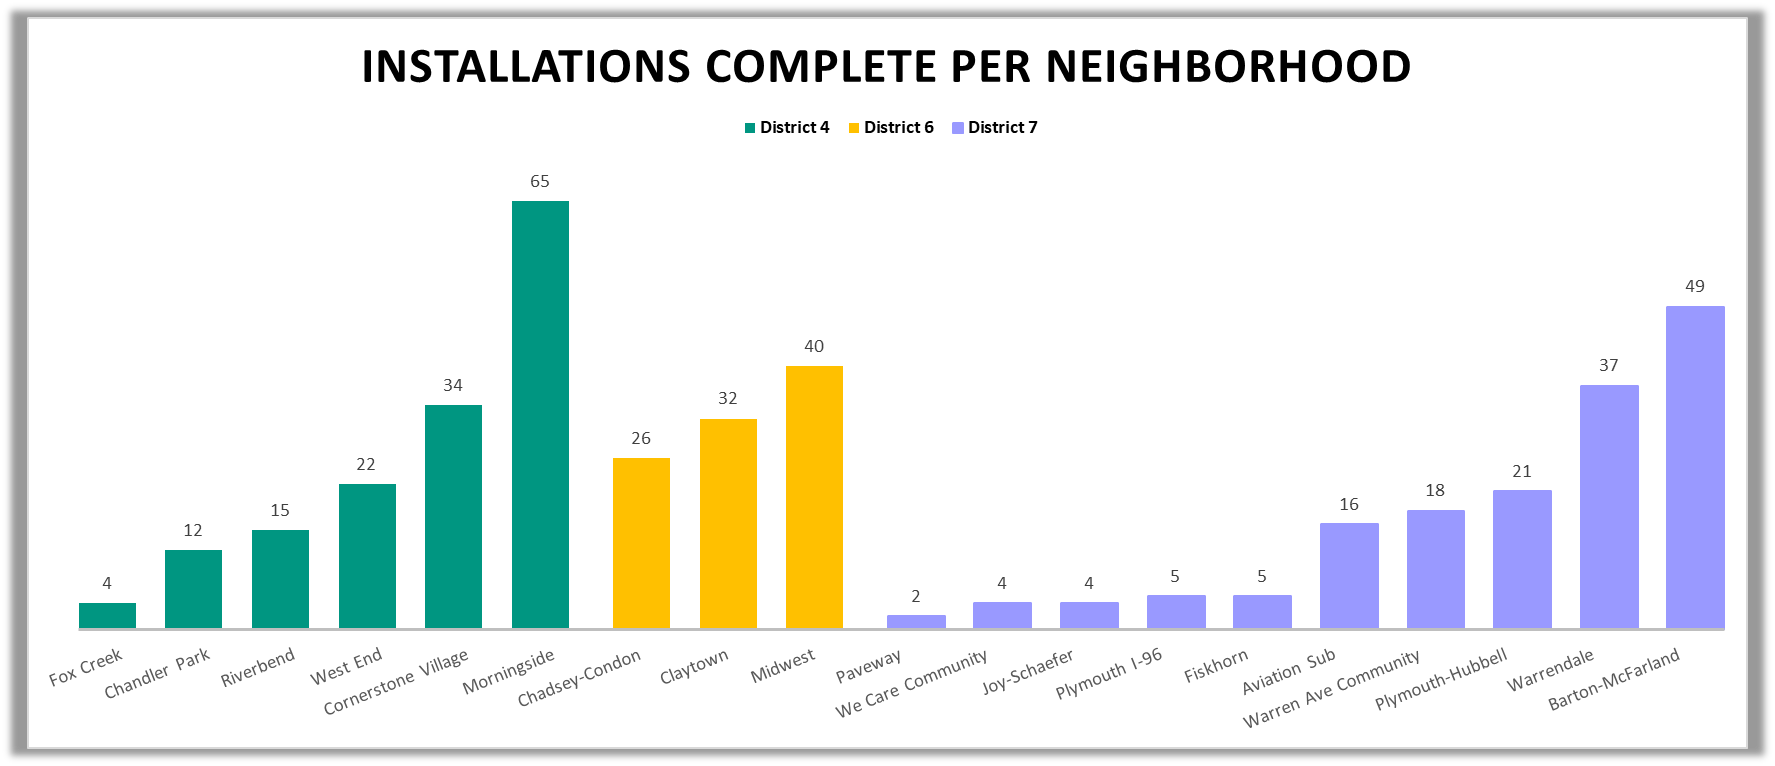 INSTALLATIONS COMPLETE PER NEIGHBORHOOD
District 4 District 6 District 7
65
49
40
37
34
32
26
22
21
18
16
15
12
5 5
4 4 4
2
Fox Creek
Chandler Park
Riverbend
West End
Cornerstone Village
Morningside
Chadsey-Condon
Claytown
Midwest
Paveway
We Care Community
Joy-Schaefer
Plymouth I-96
Fiskhorn
Aviation Sub
Warren Ave Community
Plymouth-Hubbell
Warrendale
Barton-McFarland